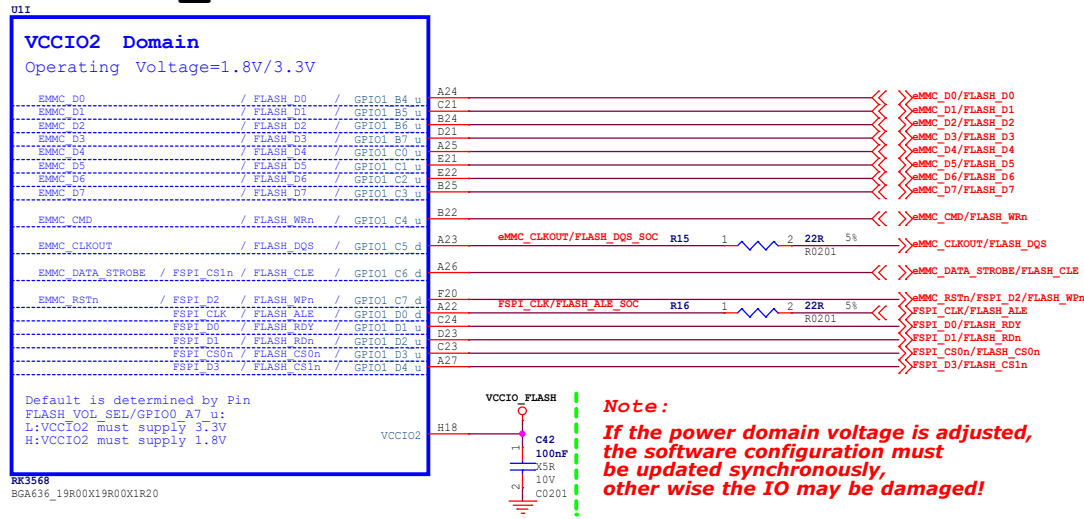 U1I
VCCIO2 Domain
Operating Voltage=1.8V/3.3V
EMMC_D0 / FLASH_D0 / GPIO1_B4_u A24 eMMC_D0/FLASH_D0
EMMC_D1 / FLASH_D1 / GPIO1_B5_u C21 eMMC_D1/FLASH_D1
EMMC_D2 / FLASH_D2 / GPIO1_B6_u B24 eMMC_D2/FLASH_D2
EMMC_D3 / FLASH_D3 / GPIO1_B7_u D21 eMMC_D3/FLASH_D3
EMMC_D4 / FLASH_D4 / GPIO1_C0_u A25 eMMC_D4/FLASH_D4
EMMC_D5 / FLASH_D5 / GPIO1_C1_u E21 eMMC_D5/FLASH_D5
EMMC_D6 / FLASH_D6 / GPIO1_C2_u E22 eMMC_D6/FLASH_D6
EMMC_D7 / FLASH_D7 / GPIO1_C3_u B25 eMMC_D7/FLASH_D7
EMMC_CMD / FLASH_WRn / GPIO1_C4_u B22 eMMC_CMD/FLASH_WRn
EMMC_CLKOUT / FLASH_DQS / GPIO1_C5_d A23 eMMC_CLKOUT/FLASH_DQS_SOC R15 1 2 22R 5% eMMC_CLKOUT/FLASH_DQS
R0201
EMMC_DATA_STROBE / FSPI_CS1n / FLASH_CLE / GPIO1_C6_d A26 eMMC_DATA_STROBE/FLASH_CLE
EMMC_RSTn / FSPI_D2 / FLASH_WPn / GPIO1_C7_d F20 eMMC_RSTn/FSPI_D2/FLASH_WPn
FSPI_CLK / FLASH_ALE / GPIO1_D0_d A22 FSPI_CLK/FLASH_ALE_SOC R16 1 2 22R 5% FSPI_CLK/FLASH_ALE
R0201
FSPI_D0 / FLASH_RDY / GPIO1_D1_u C24 FSPI_D0/FLASH_RDY
FSPI_D1 / FLASH_RDn / GPIO1_D2_u D23 FSPI_D1/FLASH_RDn
FSPI_CS0n / FLASH_CS0n / GPIO1_D3_u C23 FSPI_CS0n/FLASH_CS0n
FSPI_D3 / FLASH_CS1n / GPIO1_D4_u A27 FSPI_D3/FLASH_CS1n
Default is determined by Pin
FLASH_VOL_SEL/GPIO0_A7_u:
L:VCCIO2 must supply 3.3V
H:VCCIO2 must supply 1.8V
VCCIO2 H18
VCCIO_FLASH
1 C42
100nF
X5R
2 10V
C0201
Note:
If the power domain voltage is adjusted,
the software configuration must
be updated synchronously,
other wise the IO may be damaged!
RK3568
BGA636_19R00X19R00X1R20